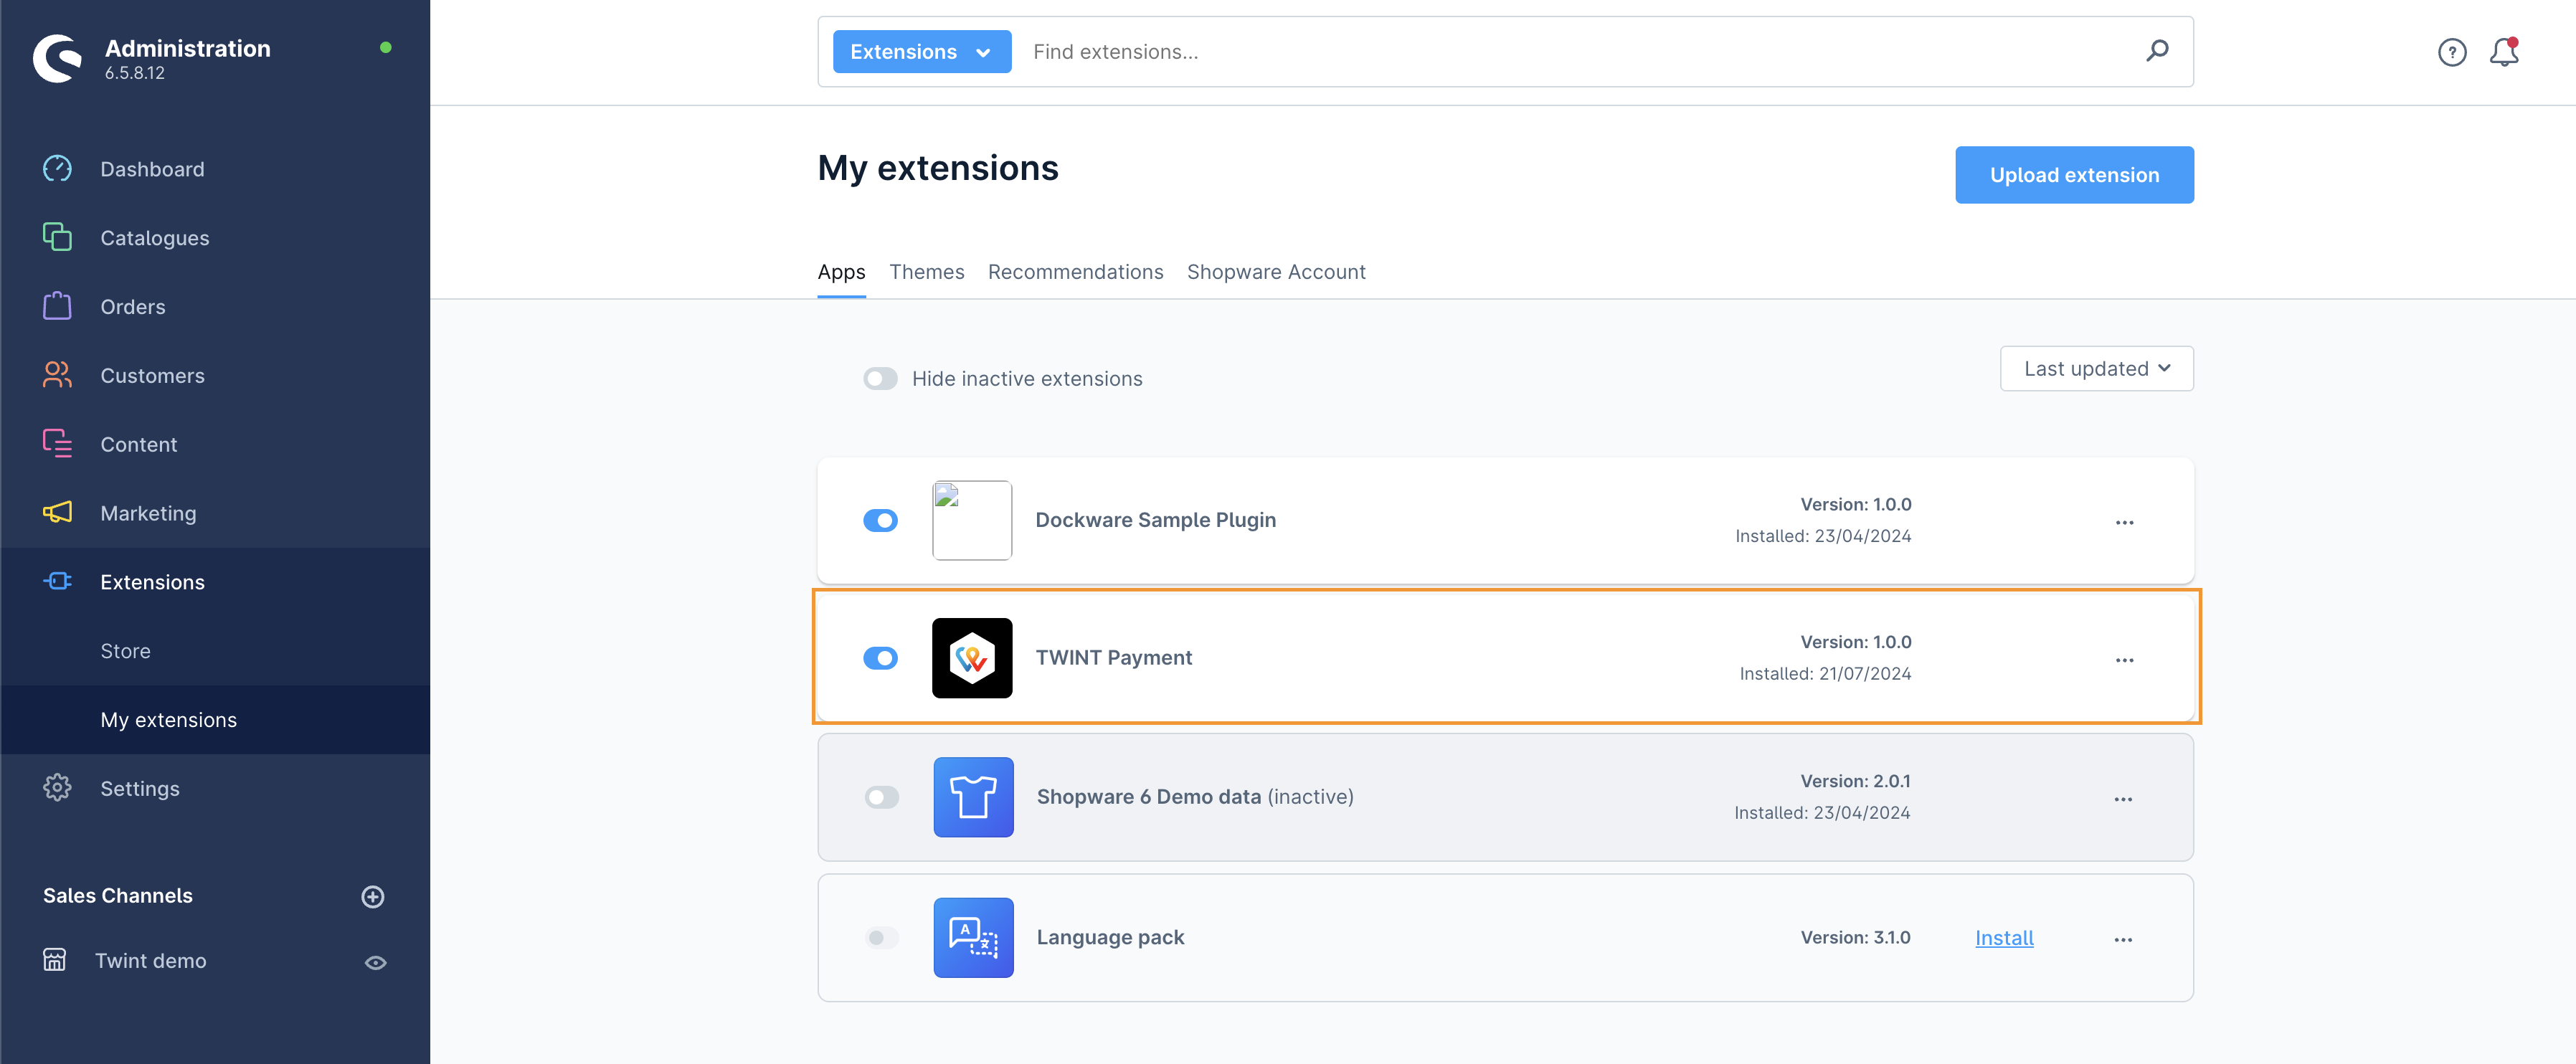 Administration
6.5.8.12
Dashboard
Catalogues
Orders
Customers
Content
Marketing
Extensions
Store
My extensions
Settings
Sales Channels
Twint demo
Extensions
Find extensions...
My extensions
Upload extension
Apps Themes Recommendations Shopware Account
Hide inactive extensions
Last updated
Dockware Sample Plugin
Version: 1.0.0
Installed: 23/04/2024
TWINT Payment
Version: 1.0.0
Installed: 21/07/2024
Shopware 6 Demo data (inactive)
Version: 2.0.1
Installed: 23/04/2024
A
Language pack
Version: 3.1.0
Install